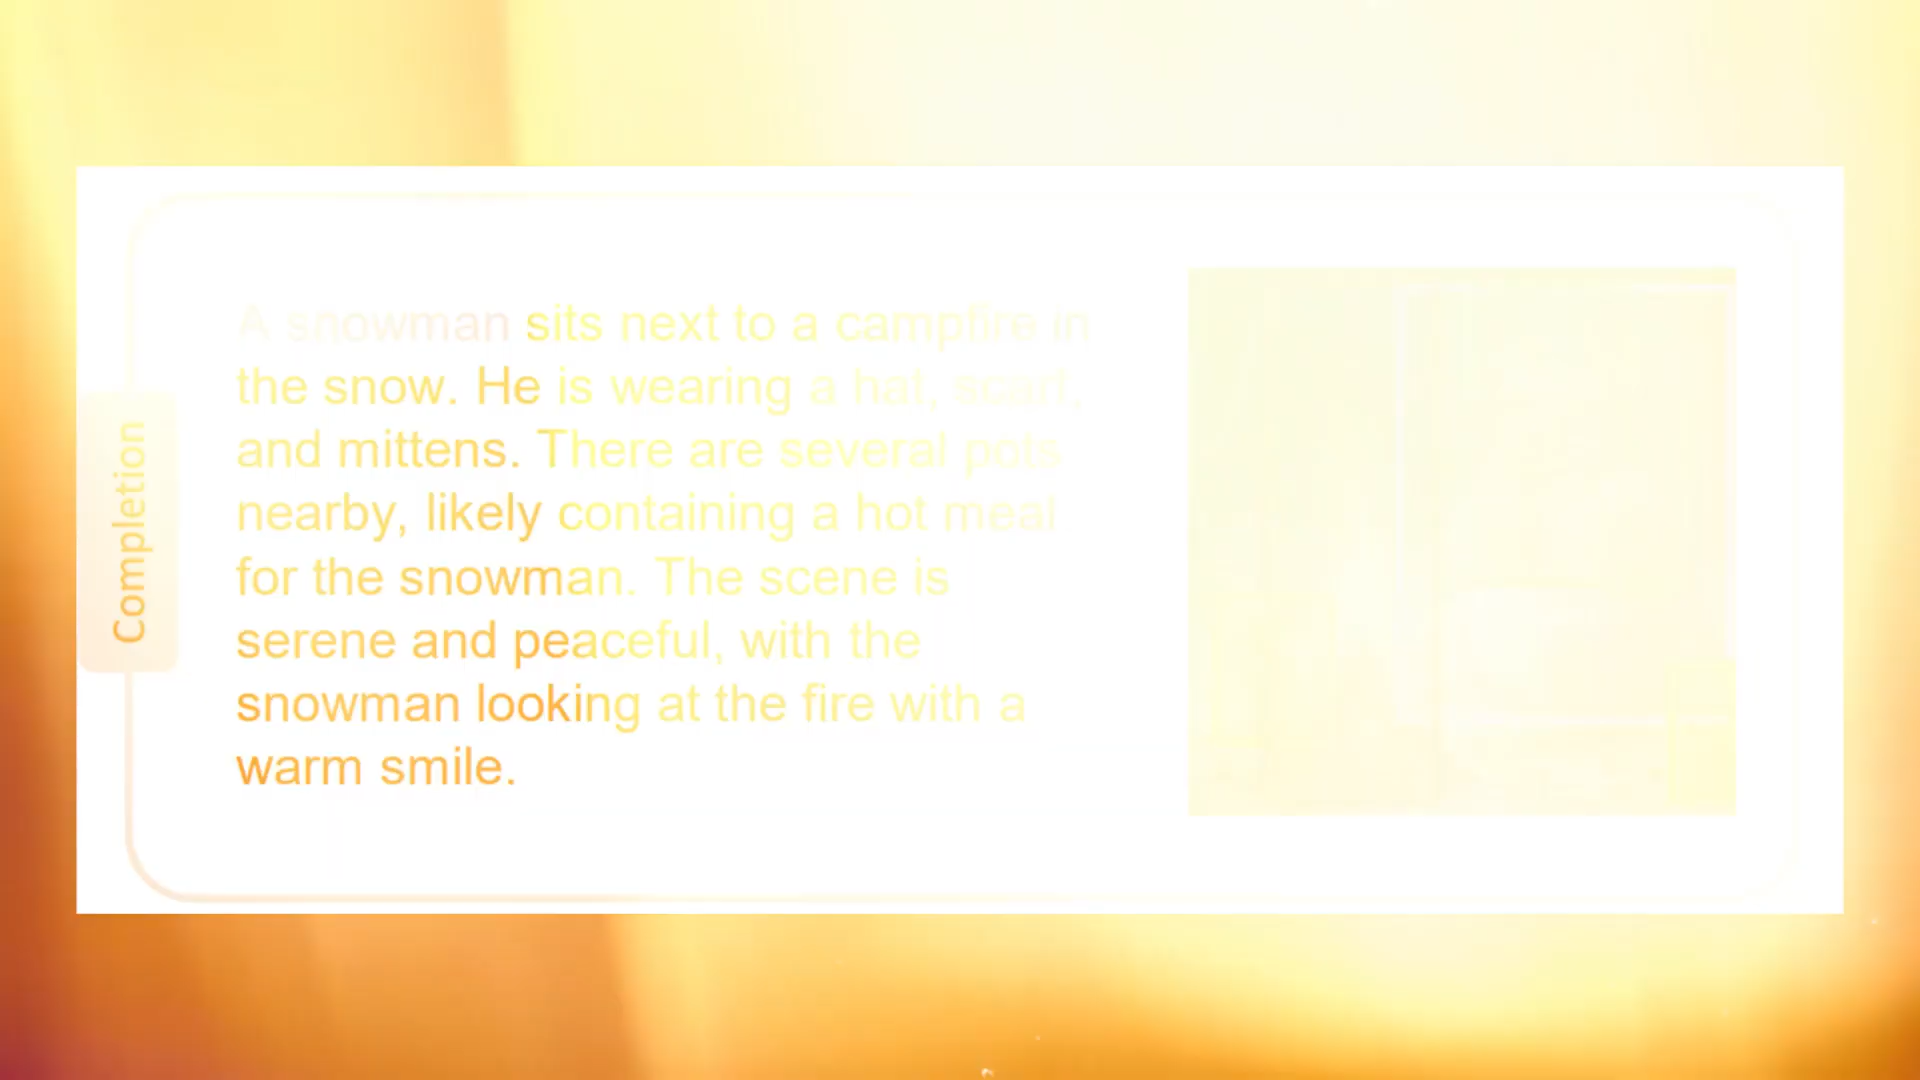 Completion
A snowman sits next to a campfire in
the snow. He is wearing a hat, scarf,
and mittens. There are several pots
nearby, likely containing a hot meal
for the snowman. The scene is
serene and peaceful, with the
snowman looking at the fire with a
warm smile.